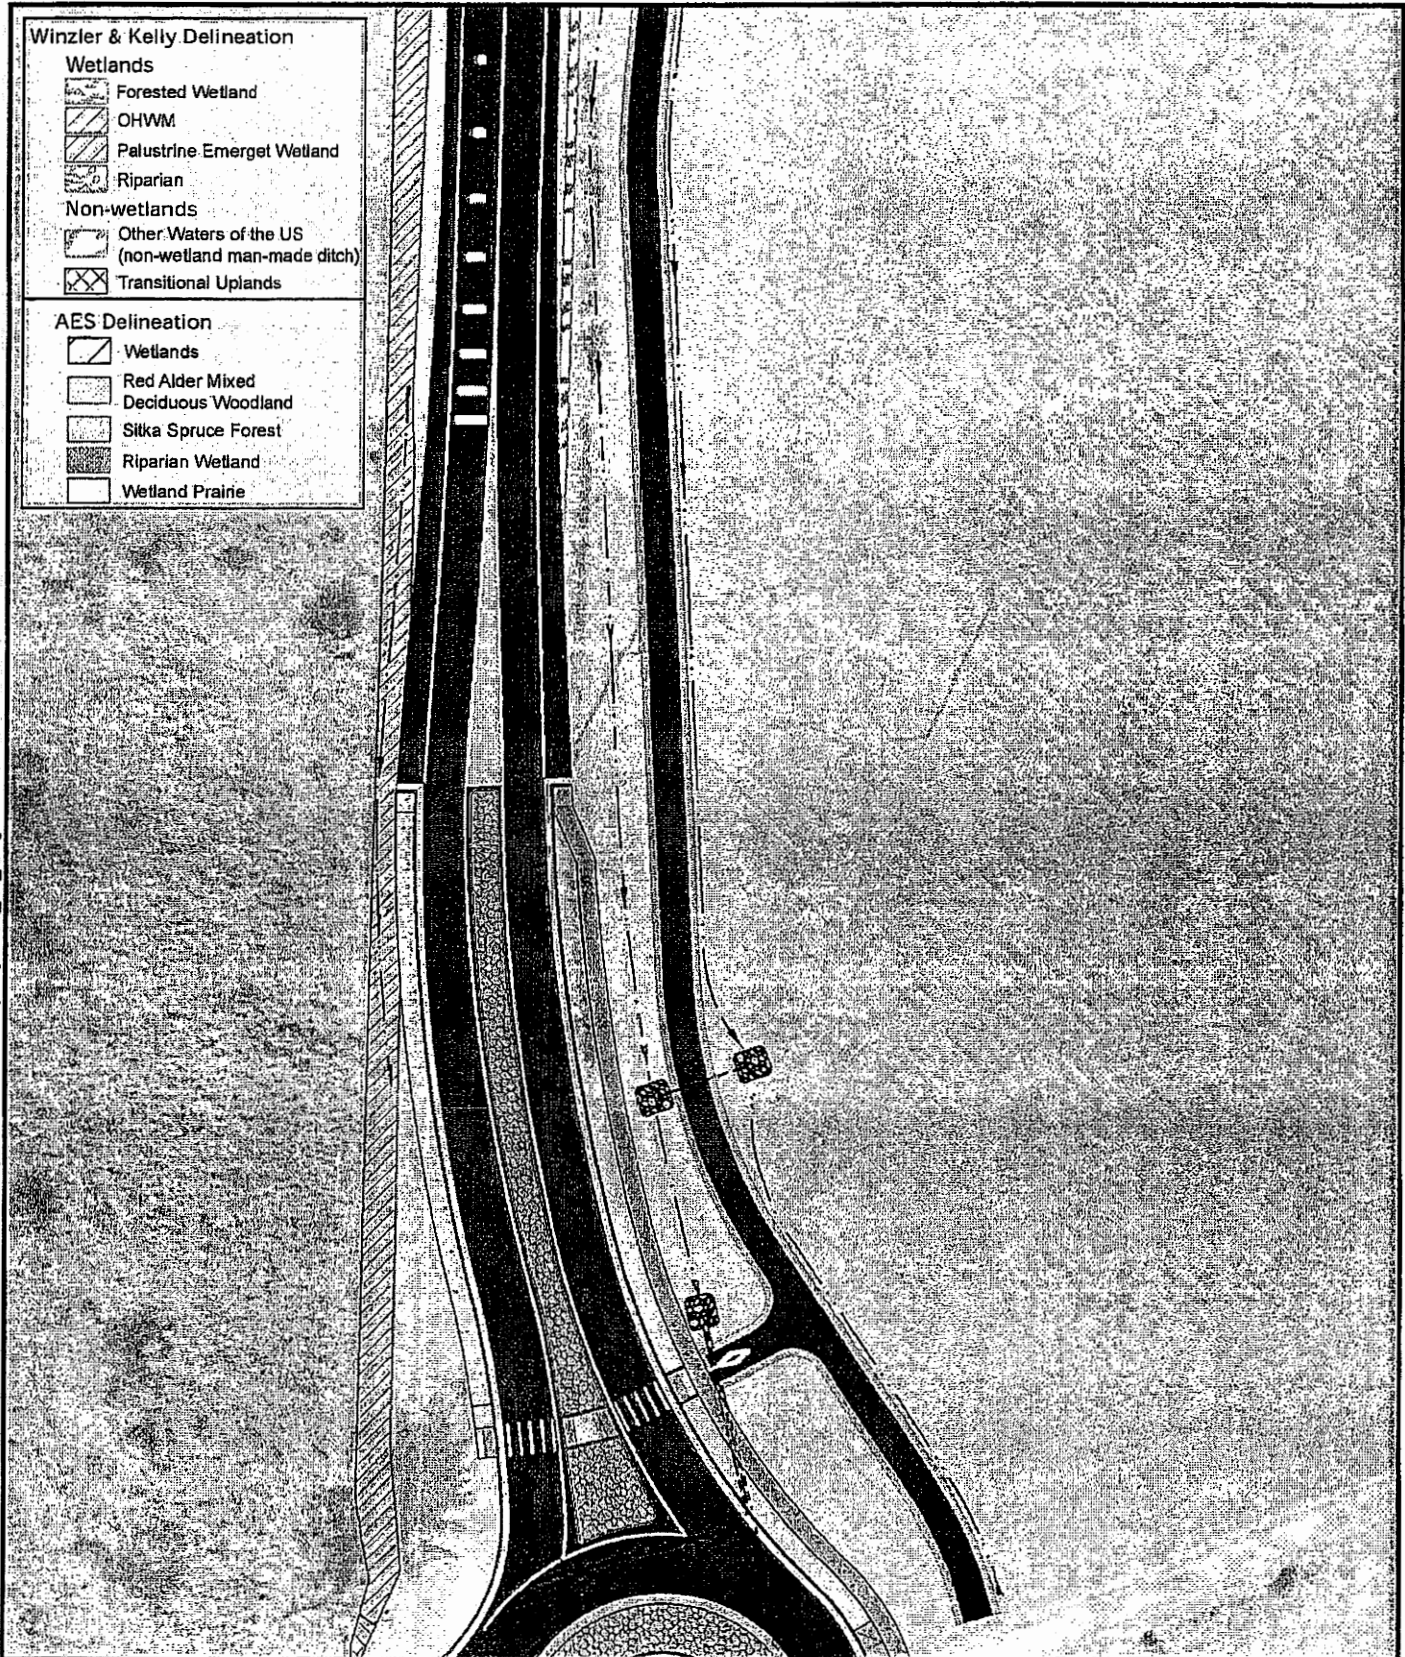 Winzler & Kelly Delineation
Wetlands
Forested Wetland
OHWM
Palustrine Emerget Wetland
Riparian
Non-wetlands
Other Waters of the US
(non-wetland man-made ditch)
Transitional Uplands
AES Delineation
Wetlands
Red Alder Mixed
Deciduous Woodland
Sitka Spruce Forest
Riparian Wetland
Wetland Prairie